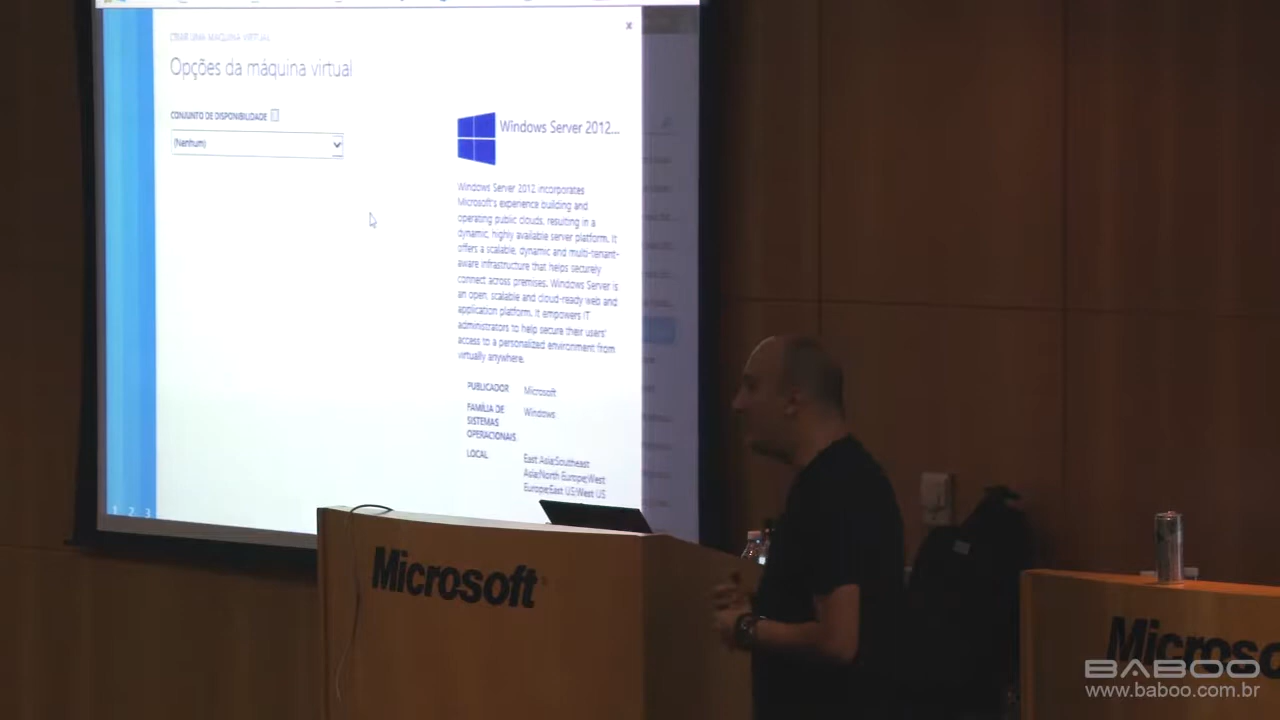 CRIAR UMA MÁQUINA VIRTUAL
Opções da máquina virtual
CONJUNTO DE DISPONIBILIDADE
(Nenhum)
Windows Server 2012...
Windows Server 2012 incorporates
Microsoft's experience building and
operating public clouds, resulting in a
dynamic, highly available server platform. It
offers a scalable, dynamic and multi-tenant-
aware infrastructure that helps securely
connect across premises. Windows Server is
an open, scalable and cloud-ready web and
application platform. It empowers IT
administrators to help secure their users'
access to a personalized environment from
virtually anywhere.
PUBLICADOR Microsoft
FAMÍLIA DE Windows
SISTEMAS
OPERACIONAIS
LOCAL East Asia;Southeast
Asia;North Europe;West
Europe;East US;West US
1 2 3
Microsoft
Microsoft
BABOO
www.baboo.com.br